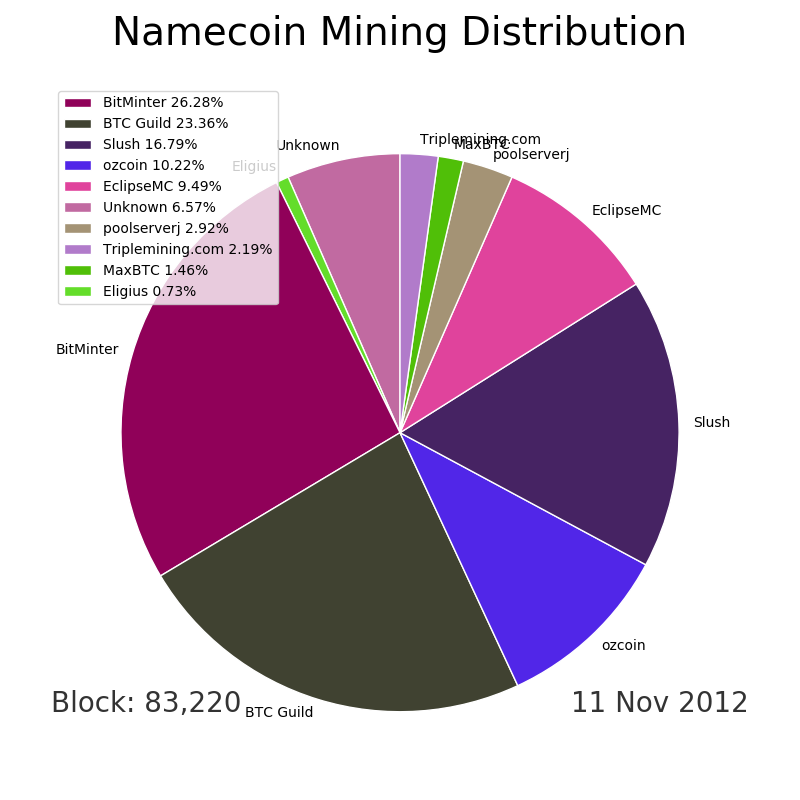 Namecoin Mining Distribution
BitMinter 26.28%
BTC Guild 23.36%
Slush 16.79%
ozcoin 10.22%
EclipseMC 9.49%
Unknown 6.57%
poolserverj 2.92%
Triplemining.com 2.19%
MaxBTC 1.46%
Eligius 0.73%
Triplemining.com
MaxBTC
poolserverj
Unknown
Eligius
EclipseMC
BitMinter
Slush
ozcoin
BTC Guild
Block: 83,220
11 Nov 2012